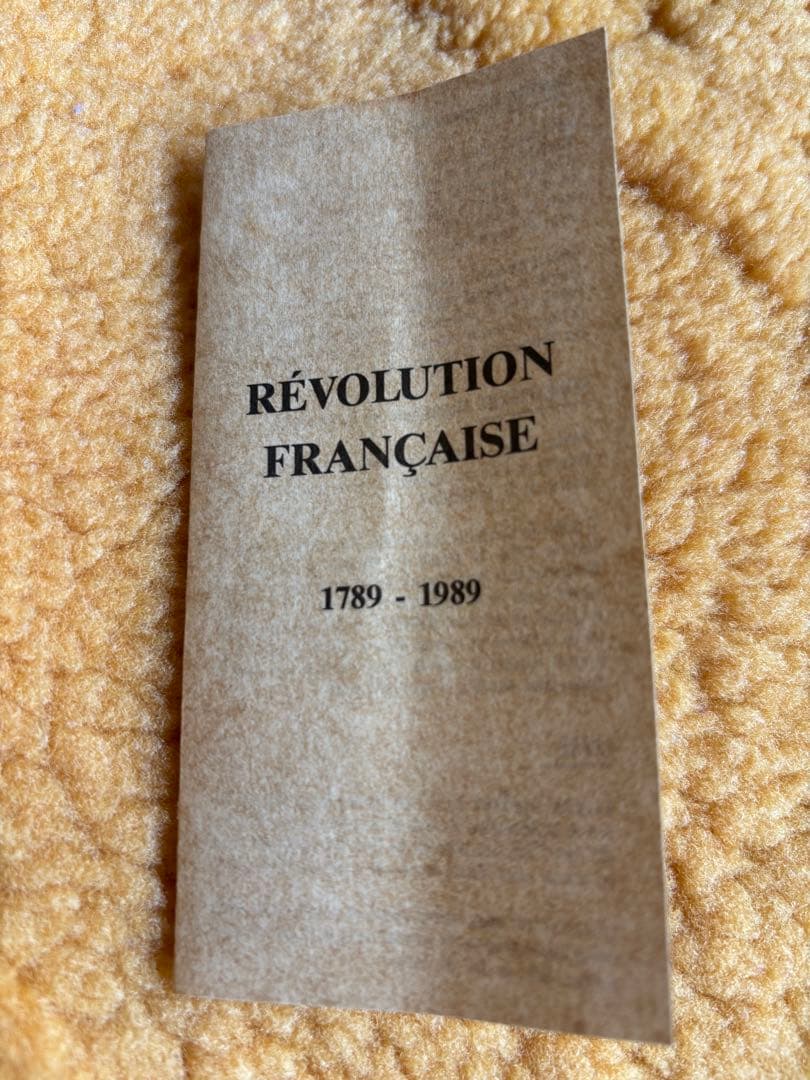 RÉVOLUTION
FRANÇAISE
1789 - 1989